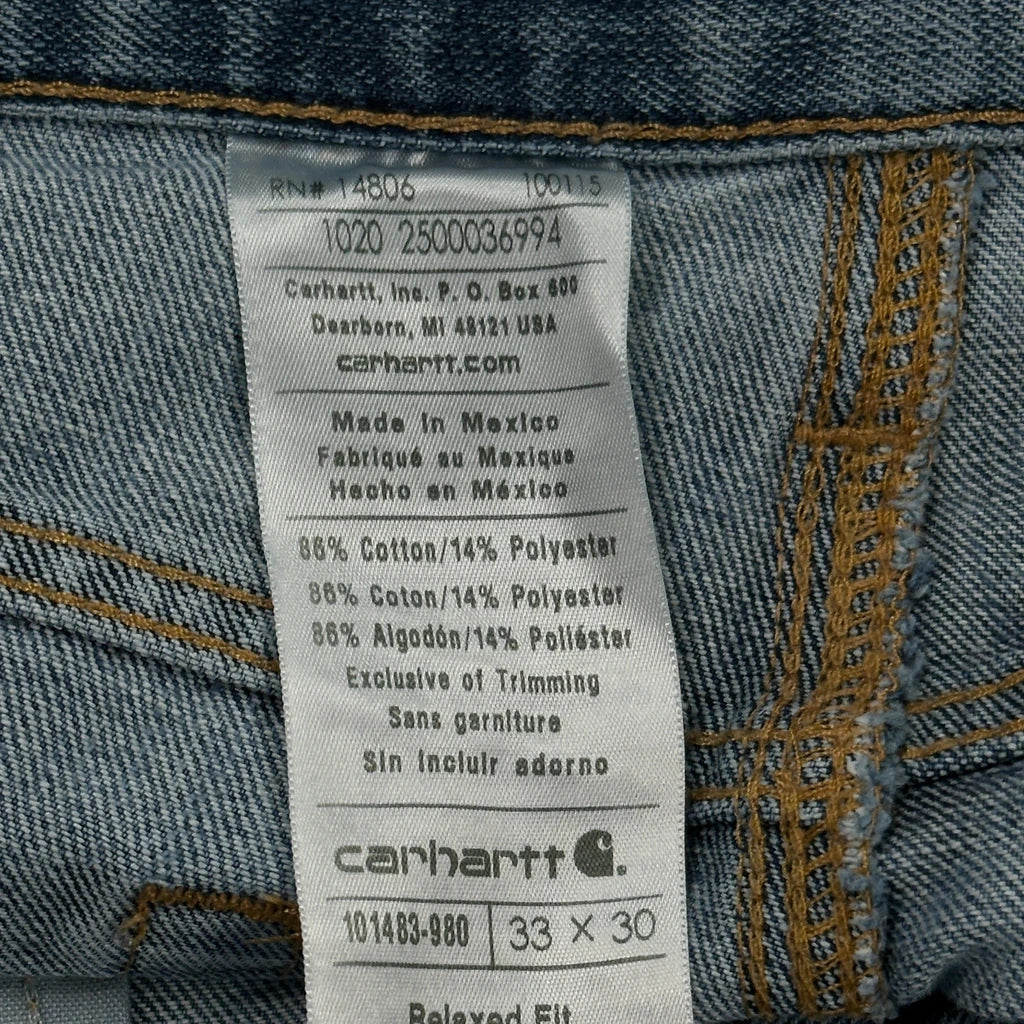 RN# 14806 100115
1020 2500036994
Carhartt, Inc. P. O. Box 600
Dearborn, MI 48121 USA
carhartt.com
Made In Mexico
Fabriqué au Mexique
Hecho en México
86% Cotton/14% Polyester
86% Coton/14% Polyester
86% Algodón/14% Poliéster
Exclusive of Trimming
Sans garniture
Sin incluir adorno
carhartt
101483-980 33 X 30
Relaxed Fit